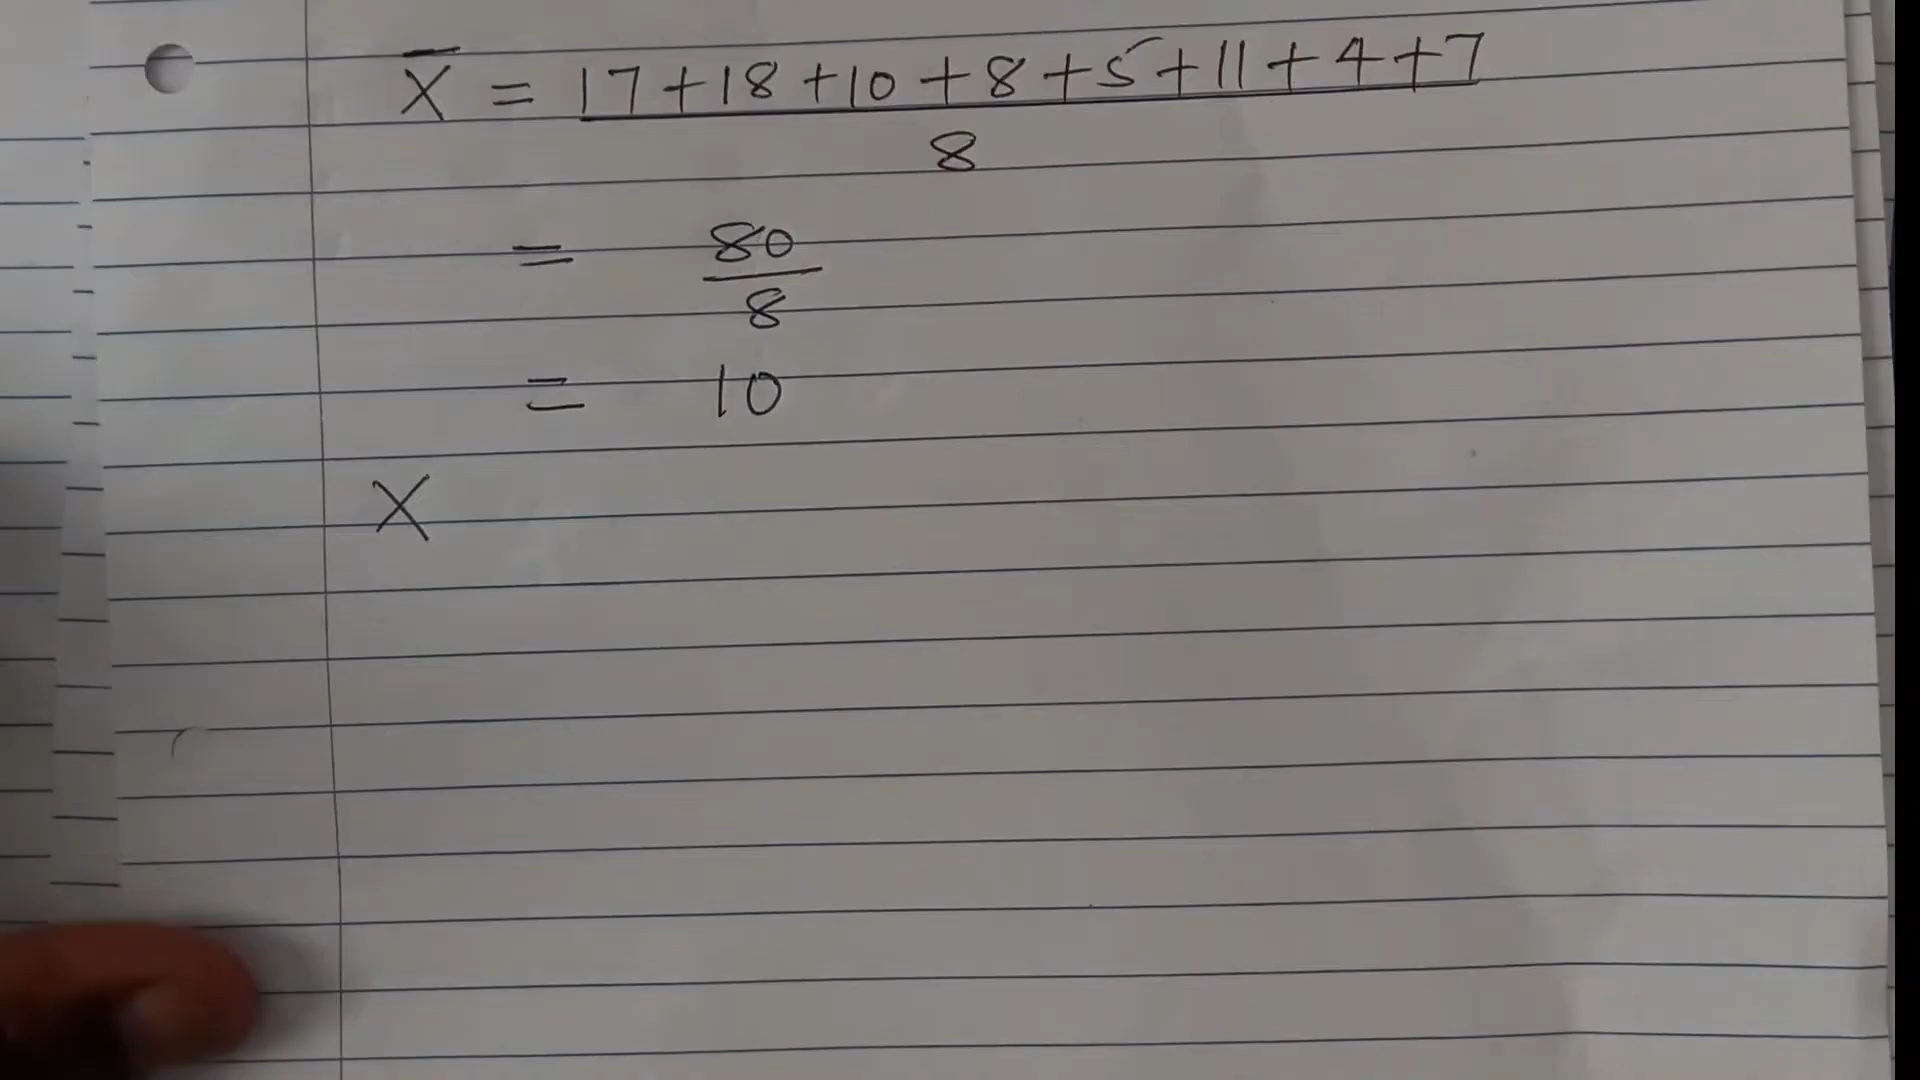 X̅ = 17+18+10+8+5+11+4+7
8
= 80
8
= 10
X